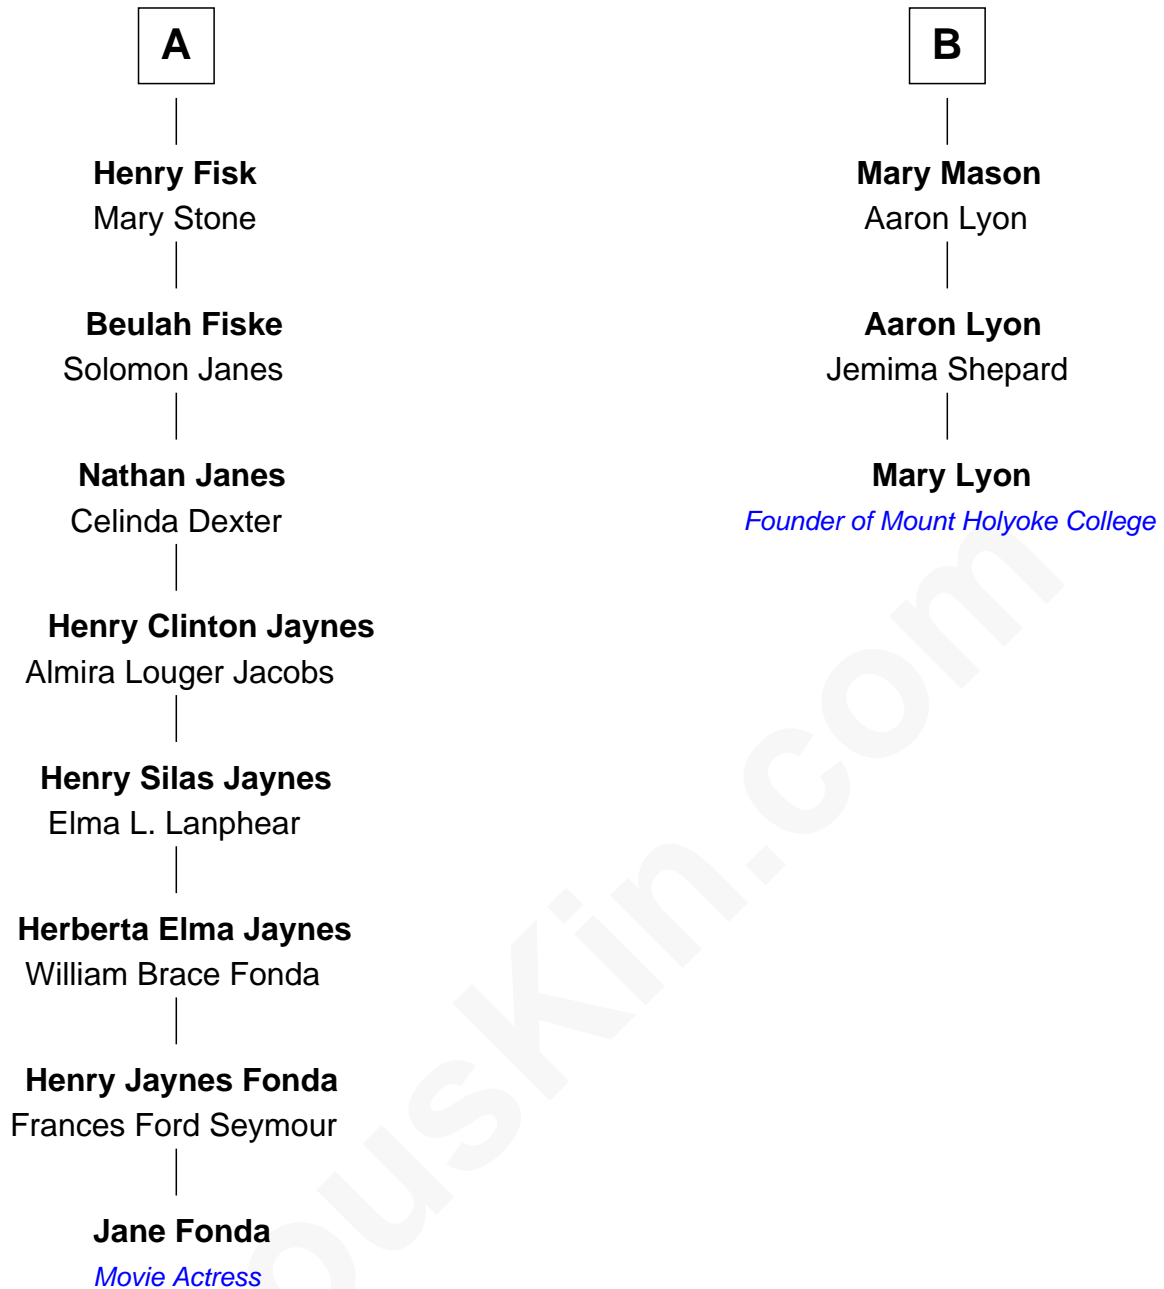 A
Henry Fisk
Mary Stone
Beulah Fiske
Solomon Janes
Nathan Janes
Celinda Dexter
Henry Clinton Jaynes
Almira Louger Jacobs
Henry Silas Jaynes
Elma L. Lanphear
Herberta Elma Jaynes
William Brace Fonda
Henry Jaynes Fonda
Frances Ford Seymour
Jane Fonda
Movie Actress
B
Mary Mason
Aaron Lyon
Aaron Lyon
Jemima Shepard
Mary Lyon
Founder of Mount Holyoke College
ousKin.com